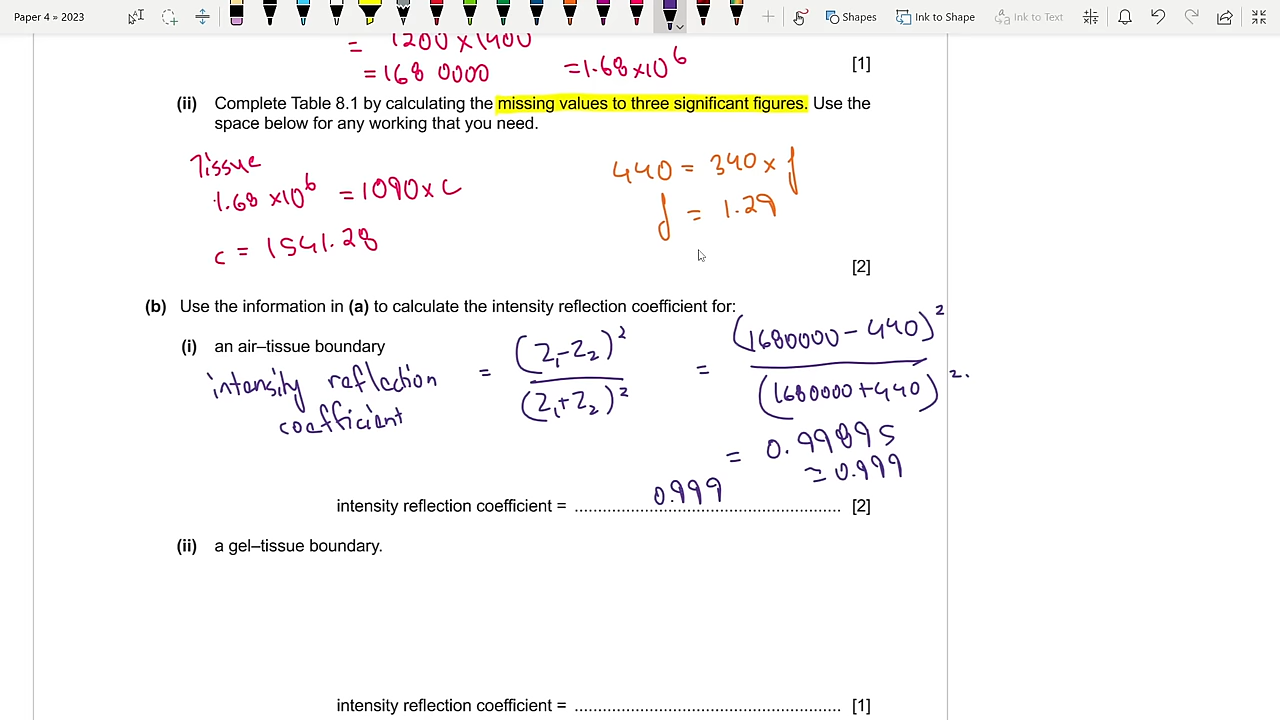 Paper 4 » 2023
Shapes
Ink to Shape
Ink to Text
= 1200 × 1400
= 168 0000 = 1.68 × 10⁶ [1]
(ii) Complete Table 8.1 by calculating the missing values to three significant figures. Use the
space below for any working that you need.
Tissue
1.68 × 10⁶ = 1090 × c
c = 1541.28
440 = 340 × ρ
ρ = 1.29
[2]
(b) Use the information in (a) to calculate the intensity reflection coefficient for:
(i) an air–tissue boundary
intensity reflection
coefficient
= (Z₁-Z₂)² / (Z₁+Z₂)² = (1680000 - 440)² / (1680000 + 440)².
= 0.99895
≃ 0.999
intensity reflection coefficient = 0.999 [2]
(ii) a gel–tissue boundary.
intensity reflection coefficient = ......................................................... [1]